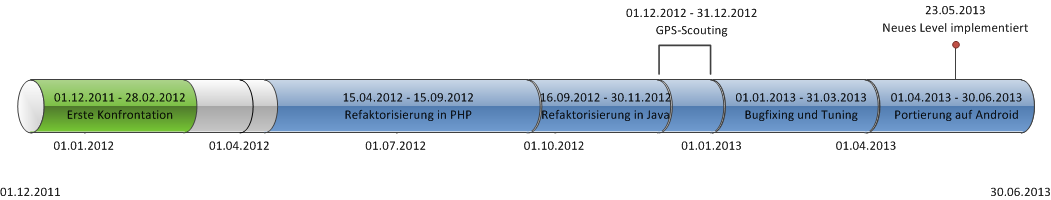 01.12.2012 - 31.12.2012
GPS-Scouting
23.05.2013
Neues Level implementiert
01.12.2011 - 28.02.2012
Erste Konfrontation
15.04.2012 - 15.09.2012
Refaktorisierung in PHP
16.09.2012 - 30.11.2012
Refaktorisierung in Java
01.01.2013 - 31.03.2013
Bugfixing und Tuning
01.04.2013 - 30.06.2013
Portierung auf Android
01.01.2012
01.04.2012
01.07.2012
01.10.2012
01.01.2013
01.04.2013
01.12.2011
30.06.2013